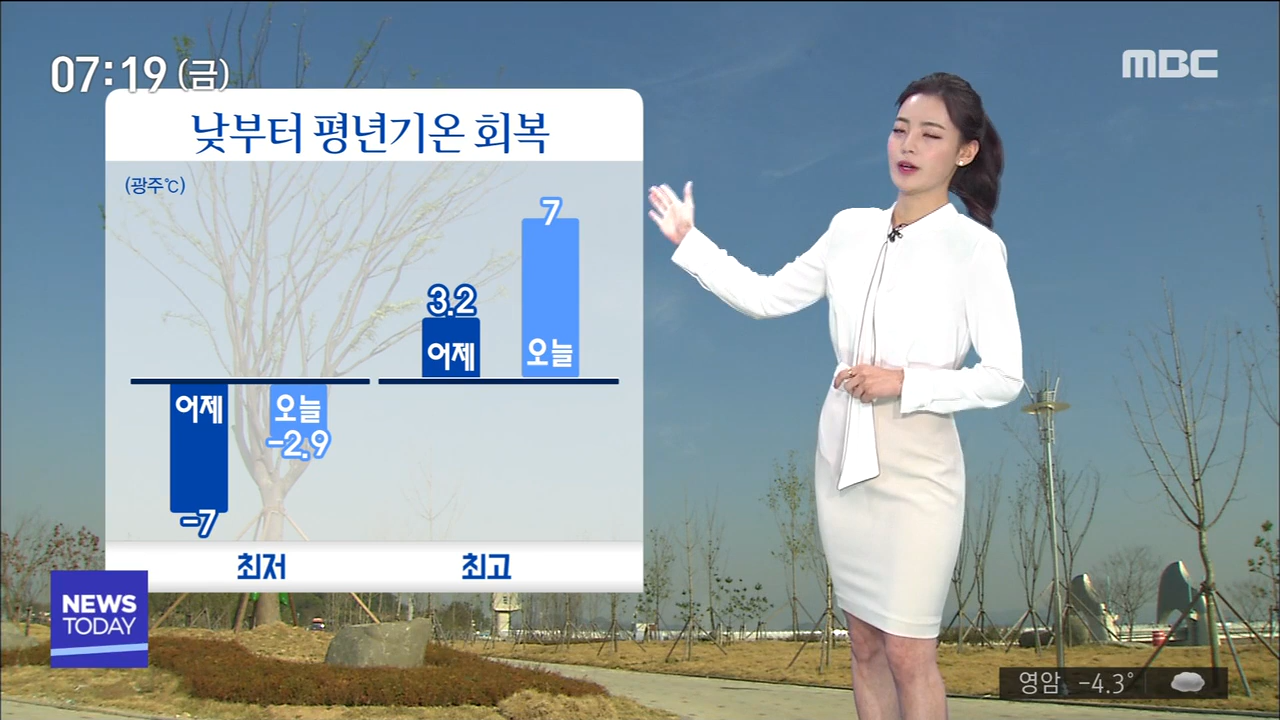 07:19 (금)
MBC
낮부터 평년기온 회복
(광주℃)
7
3.2
어제
오늘
어제
오늘
-2.9
-7
최저
최고
NEWS
TODAY
영암 -4.3°